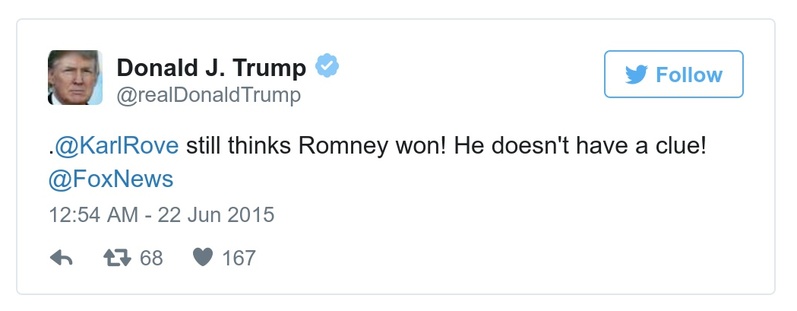 Donald J. Trump
@realDonaldTrump
Follow
.@KarlRove still thinks Romney won! He doesn't have a clue!
@FoxNews
12:54 AM - 22 Jun 2015
68 167